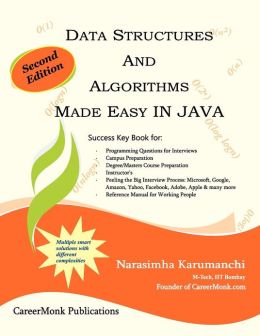 O(1)
O(n²)
DATA STRUCTURES
AND
ALGORITHMS
MADE EASY IN JAVA
Second
Edition
O(n)
O(logn)
Success Key Book for:
Programming Questions for Interviews
Campus Preparation
Degree/Masters Course Preparation
Instructor's
Peeling the Big Interview Process: Microsoft, Google,
Amazon, Yahoo, Facebook, Adobe, Apple & many more
Reference Manual for Working People
Multiple smart
solutions with
different
complexities
Narasimha Karumanchi
M-Tech, IIT Bombay
Founder of CareerMonk.com
CareerMonk Publications